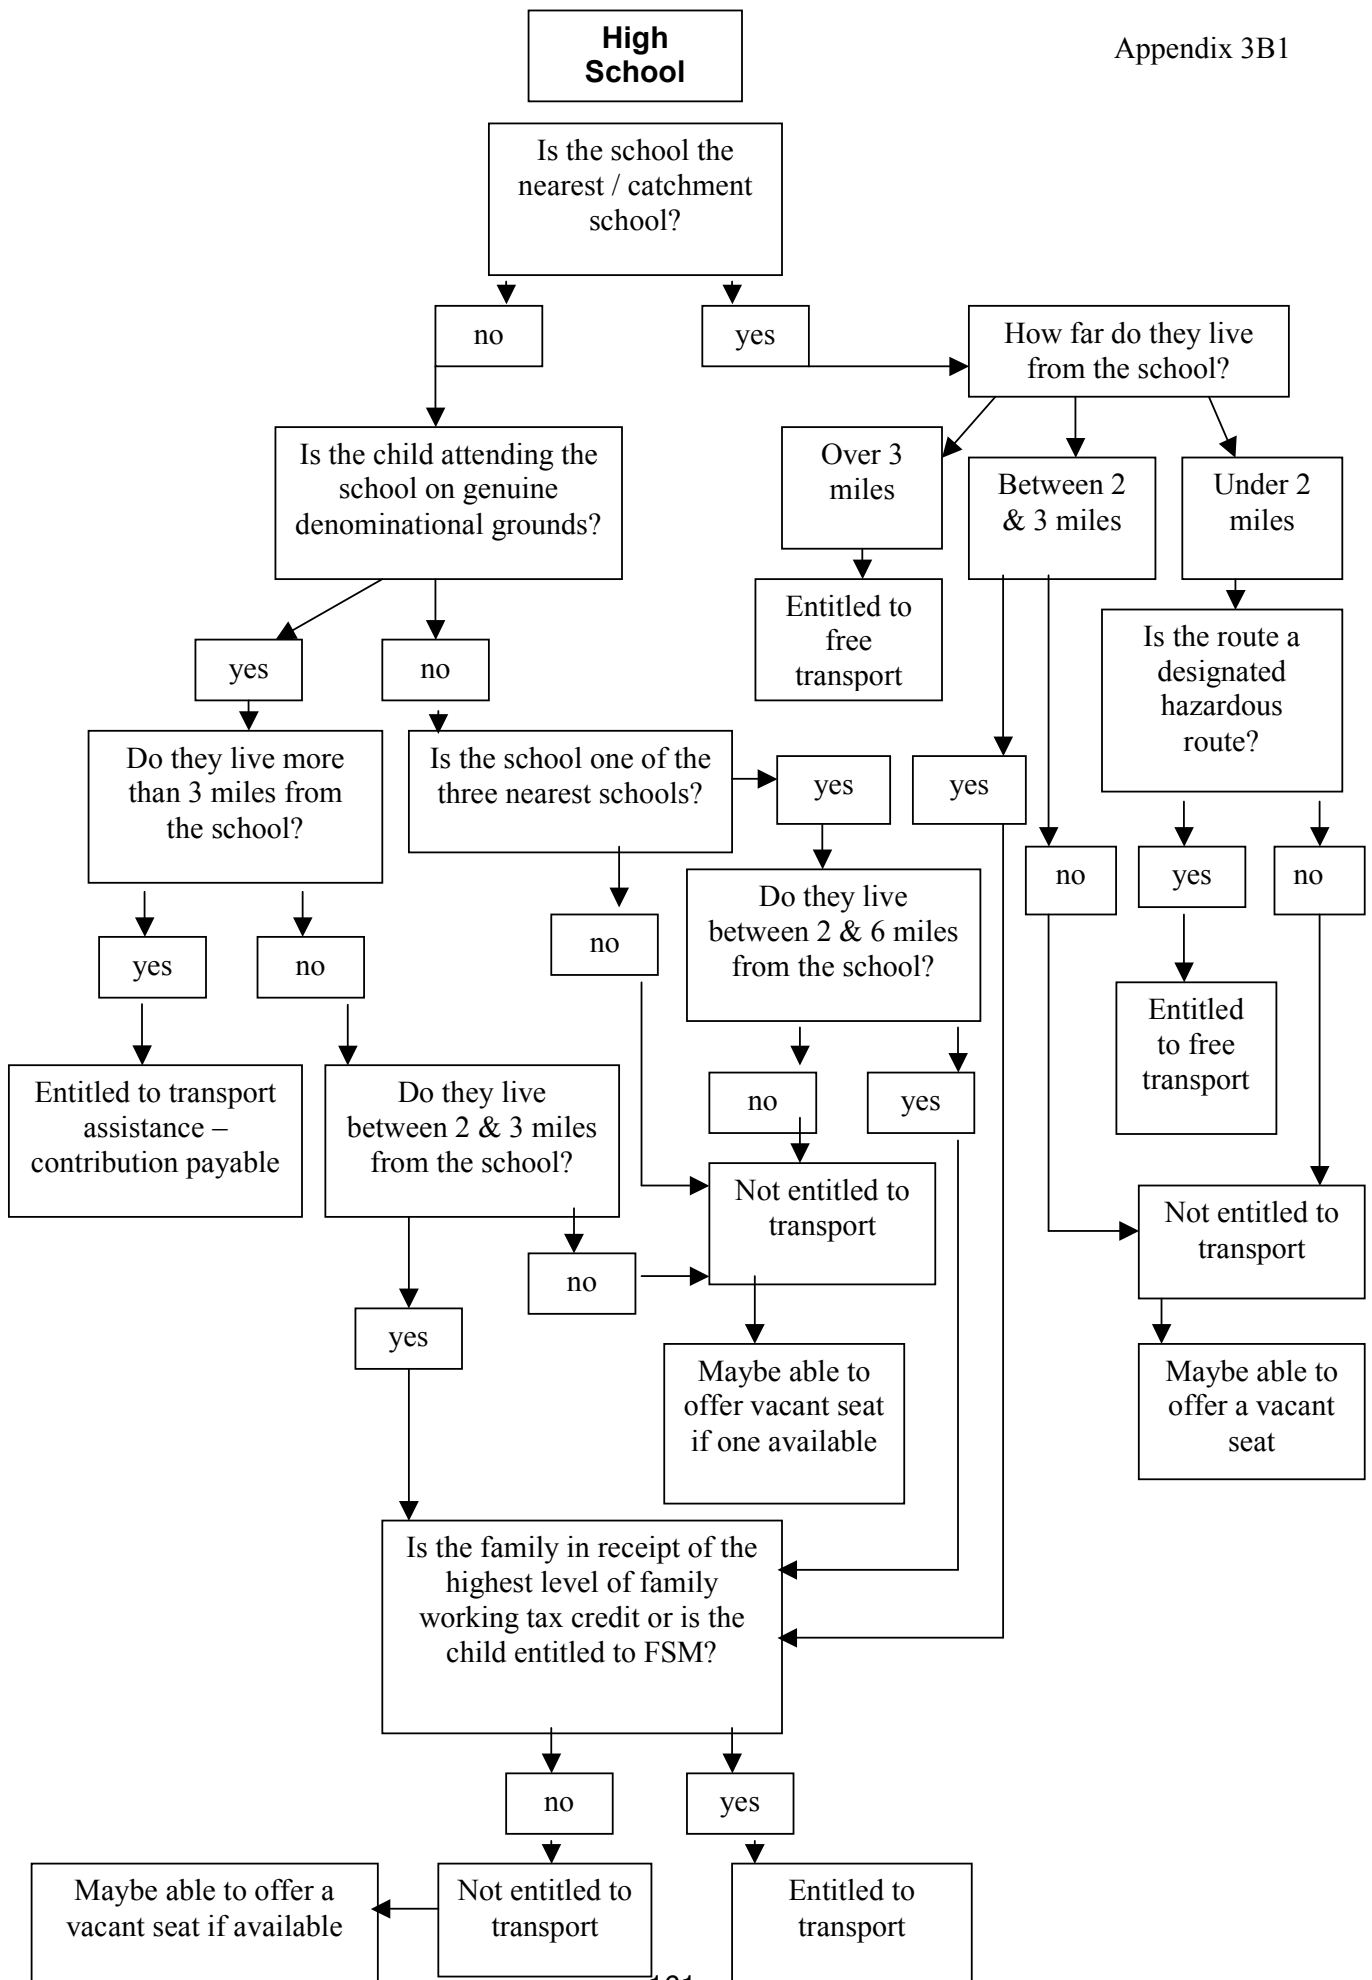 High
School
Appendix 3B1
Is the school the
nearest / catchment
school?
no
yes
How far do they live
from the school?
Is the child attending the
school on genuine
denominational grounds?
Over 3
miles
Between 2
& 3 miles
Under 2
miles
Entitled to
free
transport
Is the route a
designated
hazardous
route?
yes
no
Do they live more
than 3 miles from
the school?
Is the school one of the
three nearest schools?
yes
yes
no
yes
no
Do they live
between 2 & 6 miles
from the school?
no
yes
no
Entitled
to free
transport
Entitled to transport
assistance –
contribution payable
Do they live
between 2 & 3 miles
from the school?
no
yes
Not entitled to
transport
Not entitled to
transport
no
yes
Maybe able to
offer vacant seat
if one available
Maybe able to
offer a vacant
seat
Is the family in receipt of the
highest level of family
working tax credit or is the
child entitled to FSM?
no
yes
Maybe able to offer a
vacant seat if available
Not entitled to
transport
Entitled to
transport